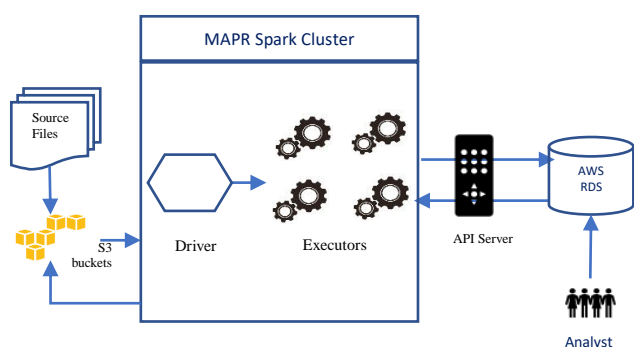 MAPR Spark Cluster
Source
Files
S3
buckets
Driver
Executors
API Server
AWS
RDS
Analyst